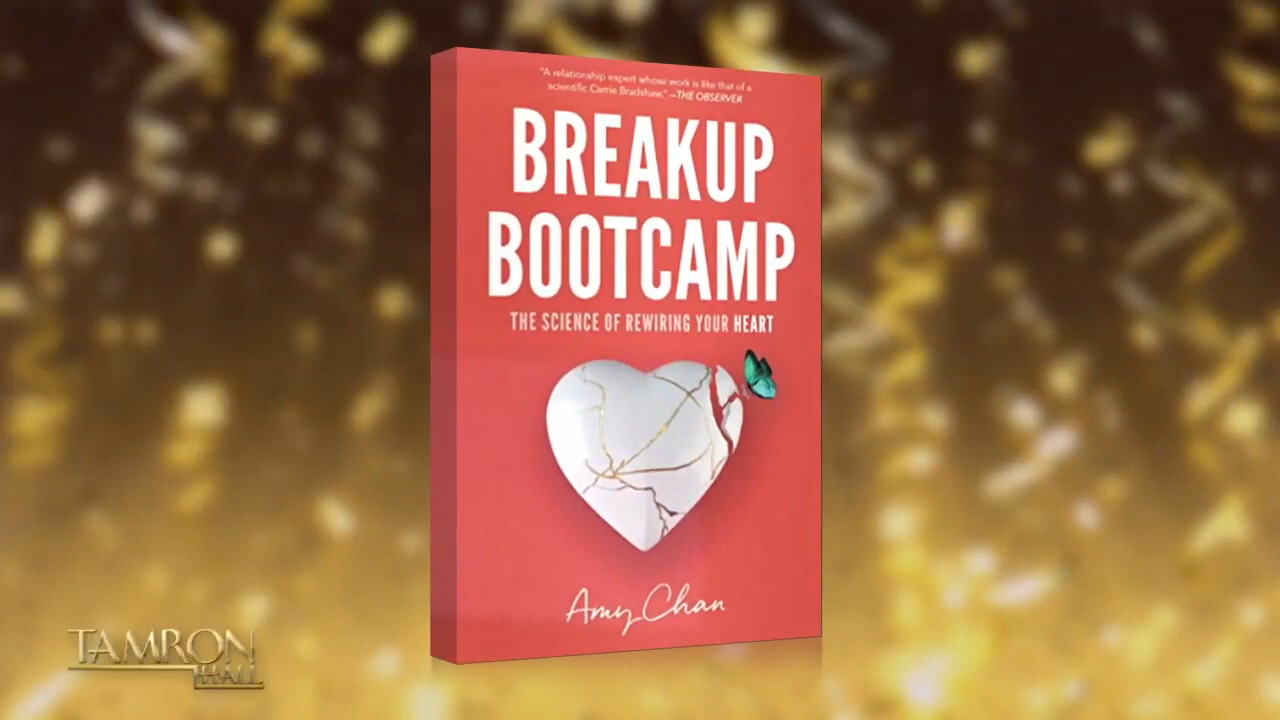 "A relationship expert whose work is like that of a
scientific Carrie Bradshaw." —THE OBSERVER
BREAKUP
BOOTCAMP
THE SCIENCE OF REWIRING YOUR HEART
Amy Chan
TAMRON
HALL